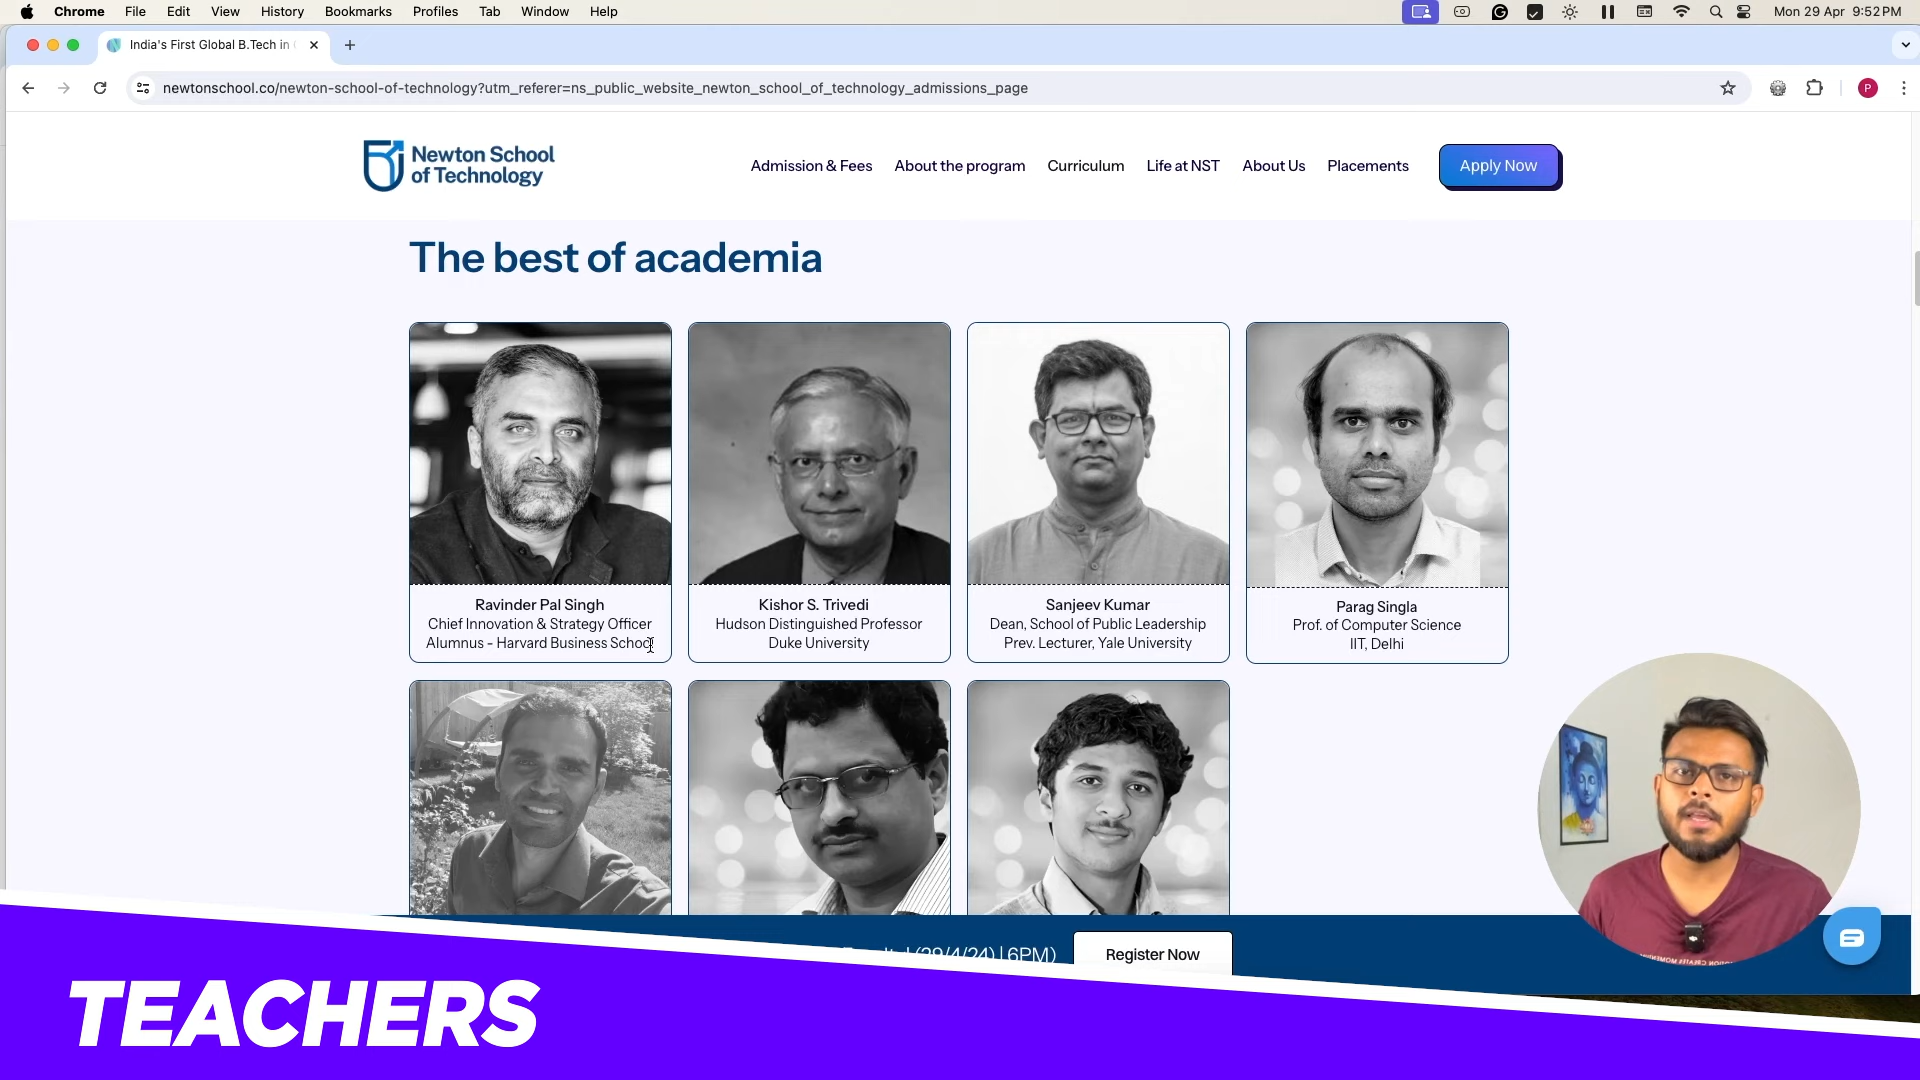 Chrome File Edit View History Bookmarks Profiles Tab Window Help Mon 29 Apr 9:52 PM
India's First Global B.Tech in
newtonschool.co/newton-school-of-technology?utm_referer=ns_public_website_newton_school_of_technology_admissions_page
P
Newton School
of Technology
Admission & Fees About the program Curriculum Life at NST About Us Placements Apply Now
The best of academia
Ravinder Pal Singh
Chief Innovation & Strategy Officer
Alumnus - Harvard Business School
Kishor S. Trivedi
Hudson Distinguished Professor
Duke University
Sanjeev Kumar
Dean, School of Public Leadership
Prev. Lecturer, Yale University
Parag Singla
Prof. of Computer Science
IIT, Delhi
(29/4/24) | 6PM) Register Now
TEACHERS